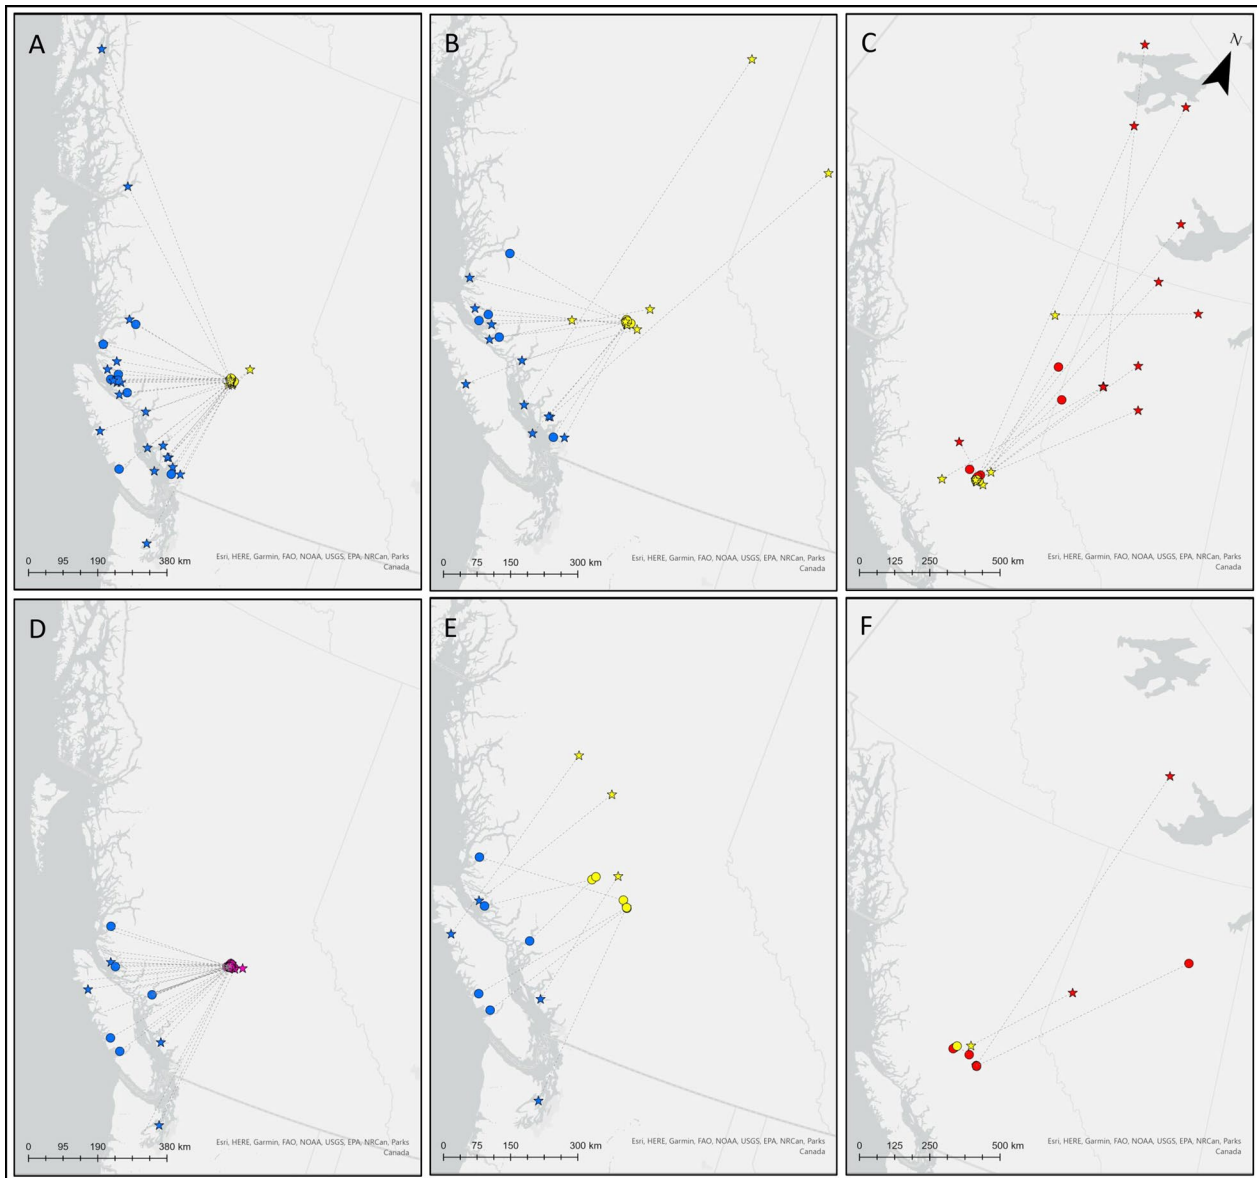 A
B
C
N
Esri, HERE, Garmin, FAO, NOAA, USGS, EPA, NRCan, Parks
Canada
0 95 190 380 km
Esri, HERE, Garmin, FAO, NOAA, USGS, EPA, NRCan, Parks
Canada
0 75 150 300 km
Esri, HERE, Garmin, FAO, NOAA, USGS, EPA, NRCan, Parks
Canada
0 125 250 500 km
D
E
F
Esri, HERE, Garmin, FAO, NOAA, USGS, EPA, NRCan, Parks
Canada
0 95 190 380 km
Esri, HERE, Garmin, FAO, NOAA, USGS, EPA, NRCan, Parks
Canada
0 75 150 300 km
Esri, HERE, Garmin, FAO, NOAA, USGS, EPA, NRCan, Parks
Canada
0 125 250 500 km